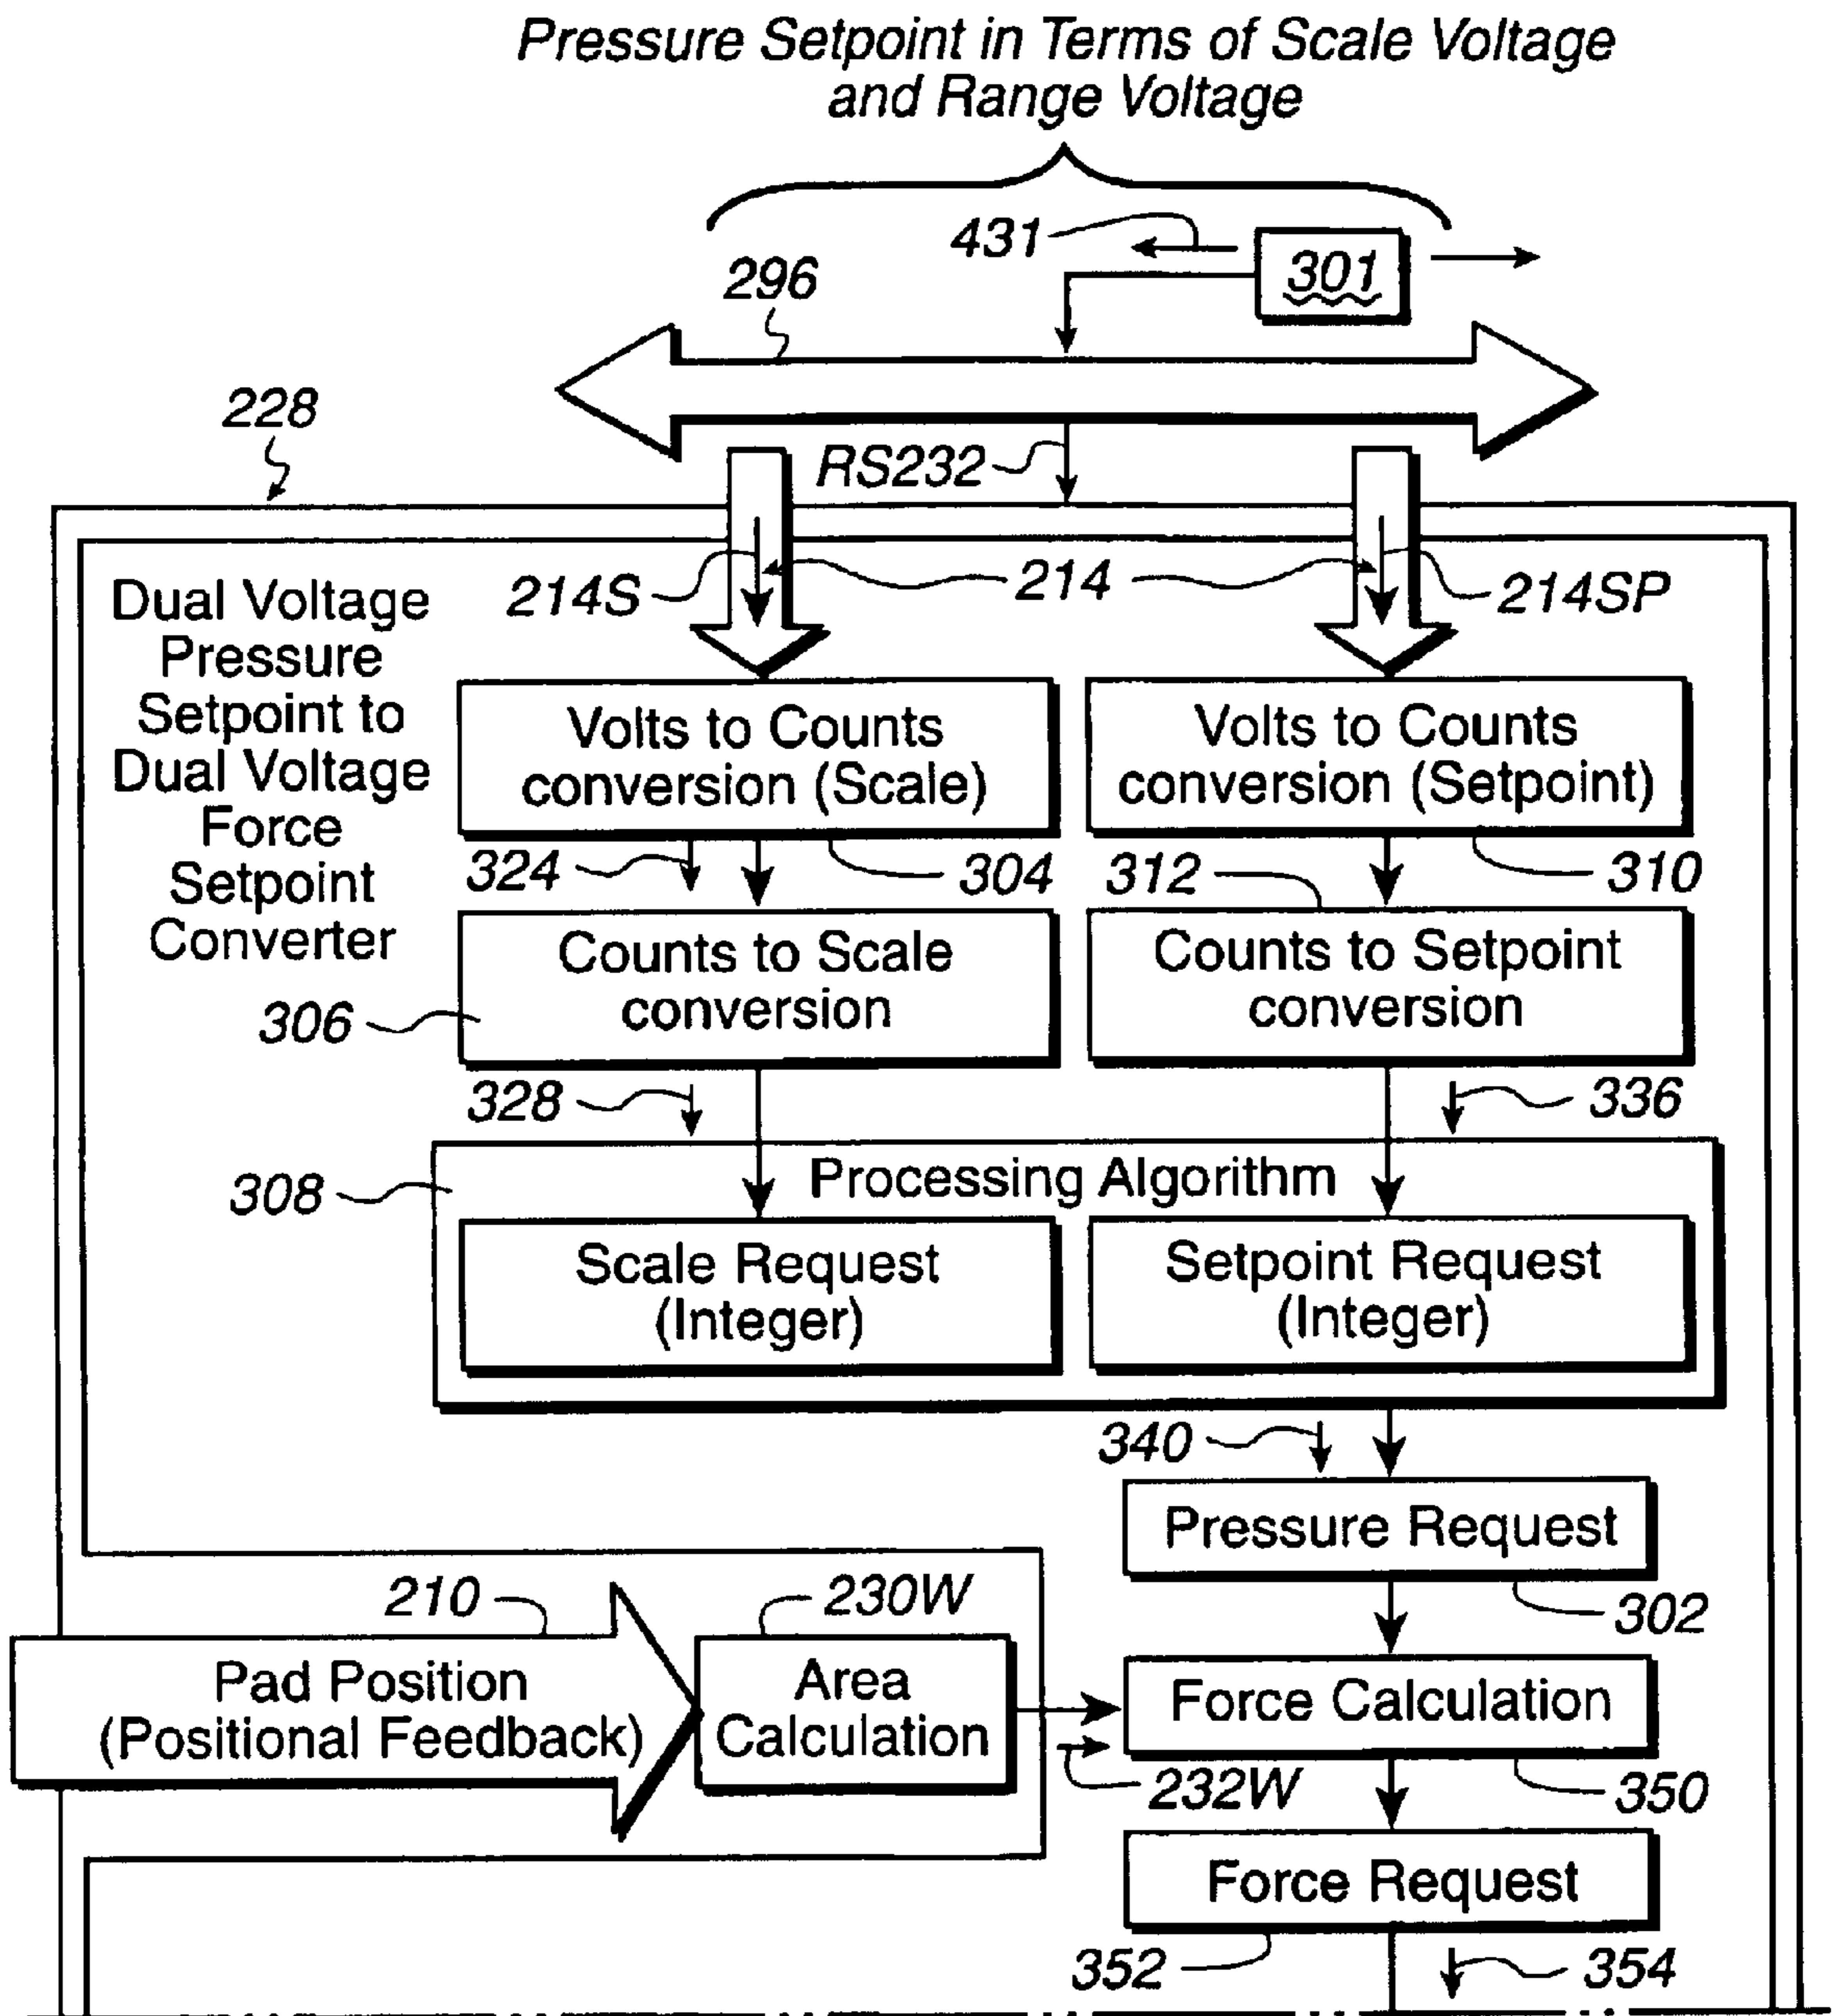 Pressure Setpoint in Terms of Scale Voltage
and Range Voltage
431
301
296
228
RS232
214S
214
214SP
Dual Voltage
Pressure
Setpoint to
Dual Voltage
Force
Setpoint
Converter
Volts to Counts
conversion (Scale)
Volts to Counts
conversion (Setpoint)
324
304
312
310
Counts to Scale
conversion
Counts to Setpoint
conversion
306
328
336
308
Processing Algorithm
Scale Request
(Integer)
Setpoint Request
(Integer)
340
Pressure Request
302
210
230W
Pad Position
(Positional Feedback)
Area
Calculation
Force Calculation
232W
350
Force Request
352
354